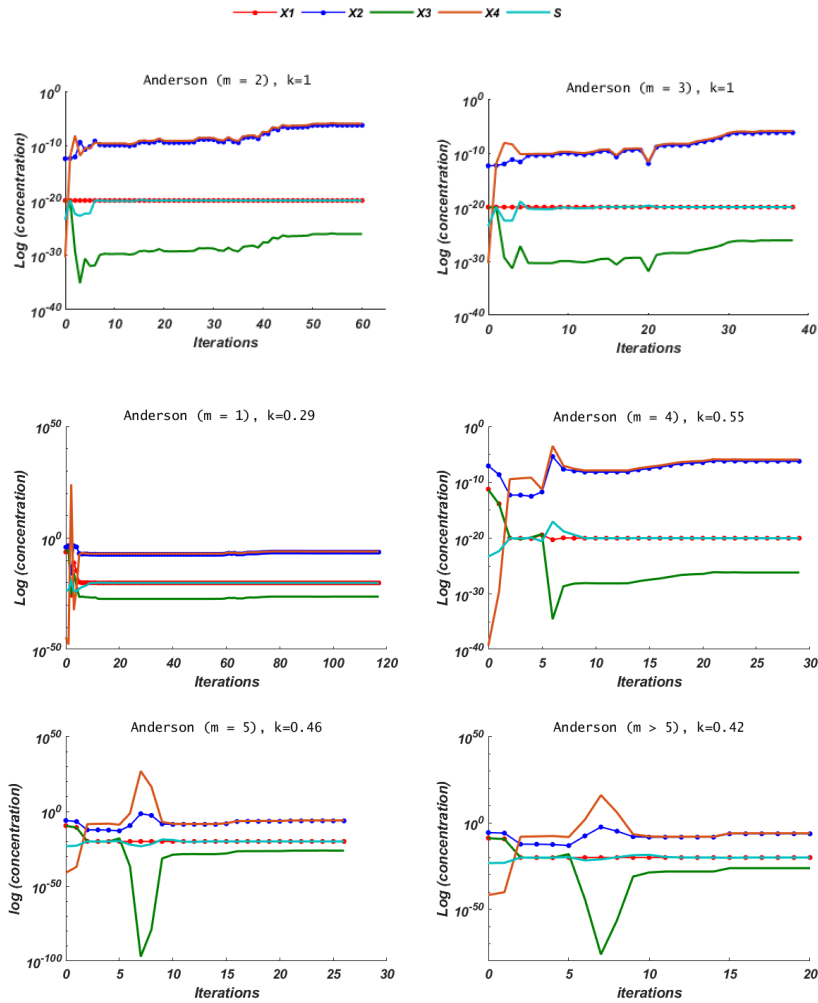 X1 X2 X3 X4 S
Anderson (m = 2), k=1
10^0
10^-10
10^-20
10^-30
10^-40
Log (concentration)
0 10 20 30 40 50 60
Iterations
Anderson (m = 3), k=1
10^0
10^-10
10^-20
10^-30
10^-40
Log (concentration)
0 10 20 30 40
Iterations
Anderson (m = 1), k=0.29
10^50
10^0
10^-50
Log (concentration)
0 20 40 60 80 100 120
Iterations
Anderson (m = 4), k=0.55
10^0
10^-10
10^-20
10^-30
10^-40
Log (concentration)
0 5 10 15 20 25 30
Iterations
Anderson (m = 5), k=0.46
10^50
10^0
10^-50
10^-100
log (concentration)
0 5 10 15 20 25 30
Iterations
Anderson (m > 5), k=0.42
10^50
10^0
10^-50
Log (concentration)
0 5 10 15 20
iterations